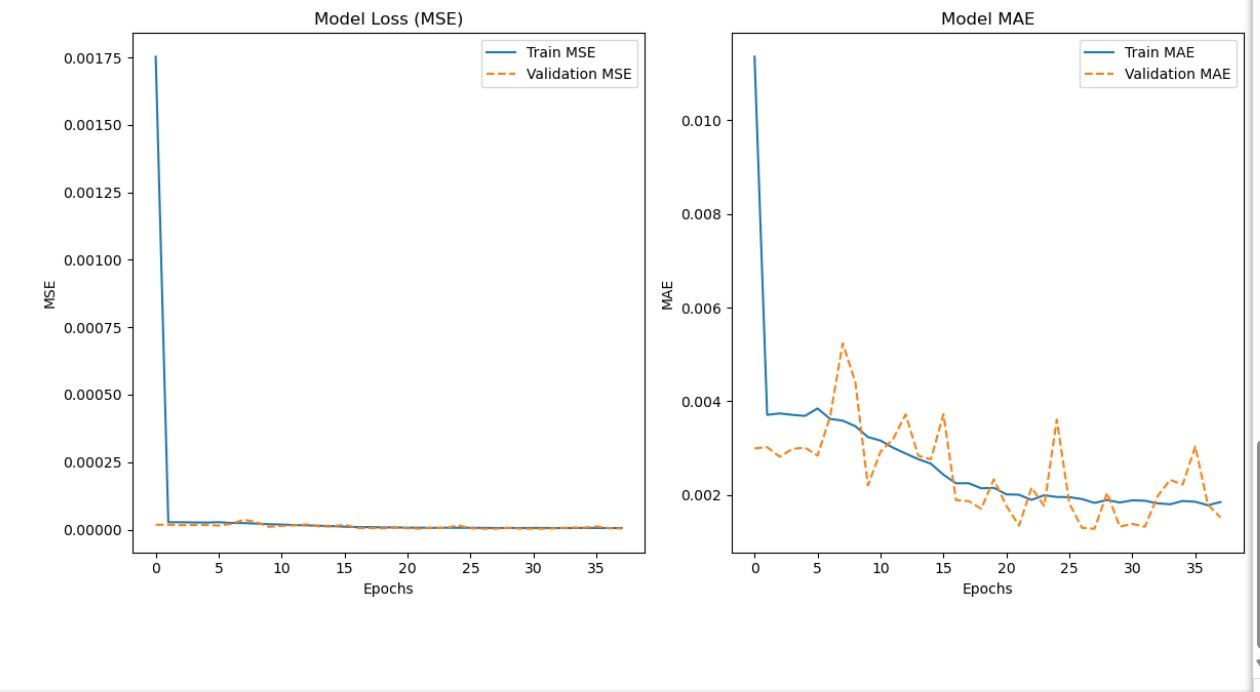 Model Loss (MSE)
Train MSE
Validation MSE
0.00175
0.00150
0.00125
0.00100
0.00075
0.00050
0.00025
0.00000
MSE
0 5 10 15 20 25 30 35
Epochs
Model MAE
Train MAE
Validation MAE
0.010
0.008
0.006
0.004
0.002
MAE
0 5 10 15 20 25 30 35
Epochs